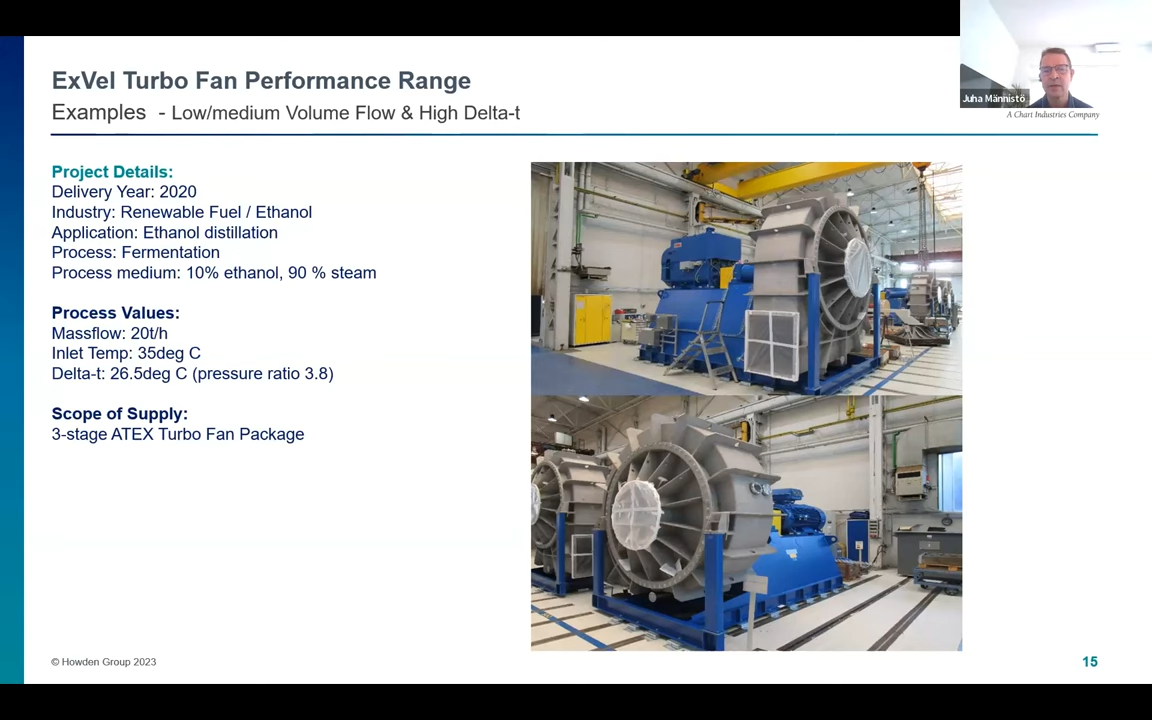 Juha Männistö
A Chart Industries Company
ExVel Turbo Fan Performance Range
Examples - Low/medium Volume Flow & High Delta-t
Project Details:
Delivery Year: 2020
Industry: Renewable Fuel / Ethanol
Application: Ethanol distillation
Process: Fermentation
Process medium: 10% ethanol, 90 % steam
Process Values:
Massflow: 20t/h
Inlet Temp: 35deg C
Delta-t: 26.5deg C (pressure ratio 3.8)
Scope of Supply:
3-stage ATEX Turbo Fan Package
© Howden Group 2023
15